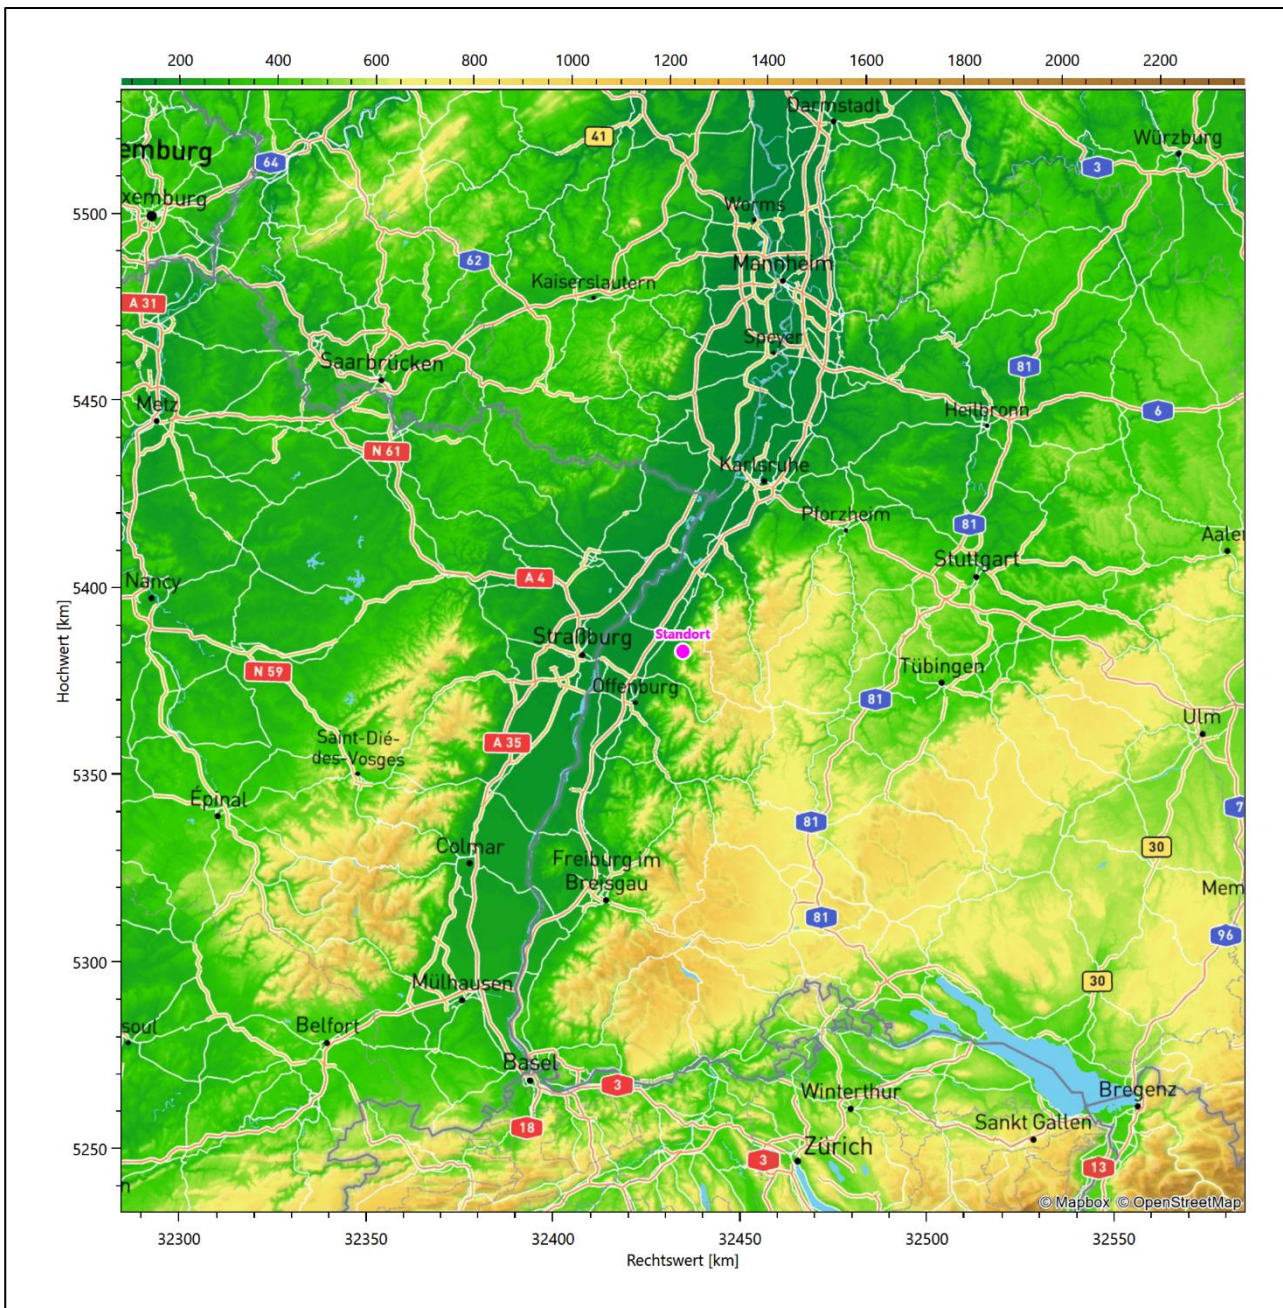 200 400 600 800 1000 1200 1400 1600 1800 2000 2200
Darmstadt
41
Würzburg
emburg
64
3
xemburg
5500
Worms
62
Mannheim
Kaiserslautern
A 31
Speyer
Saarbrücken
81
5450
Metz
Heilbronn
6
N 61
Karlsruhe
Pforzheim
81
Aaler
Stuttgart
5400
Nancy
A 4
Straßburg
Standort
N 59
Tübingen
Offenburg
81
Hochwert [km]
Ulm
Saint-Dié-
des-Vosges
A 35
5350
Épinal
81
7
Colmar
30
Freiburg im
Breisgau
Mem
81
96
5300
Mülhausen
30
soul
Belfort
Basel
3
Winterthur
Bregenz
18
Sankt Gallen
5250
Zürich
3
13
n
© Mapbox © OpenStreetMap
32300 32350 32400 32450 32500 32550
Rechtswert [km]